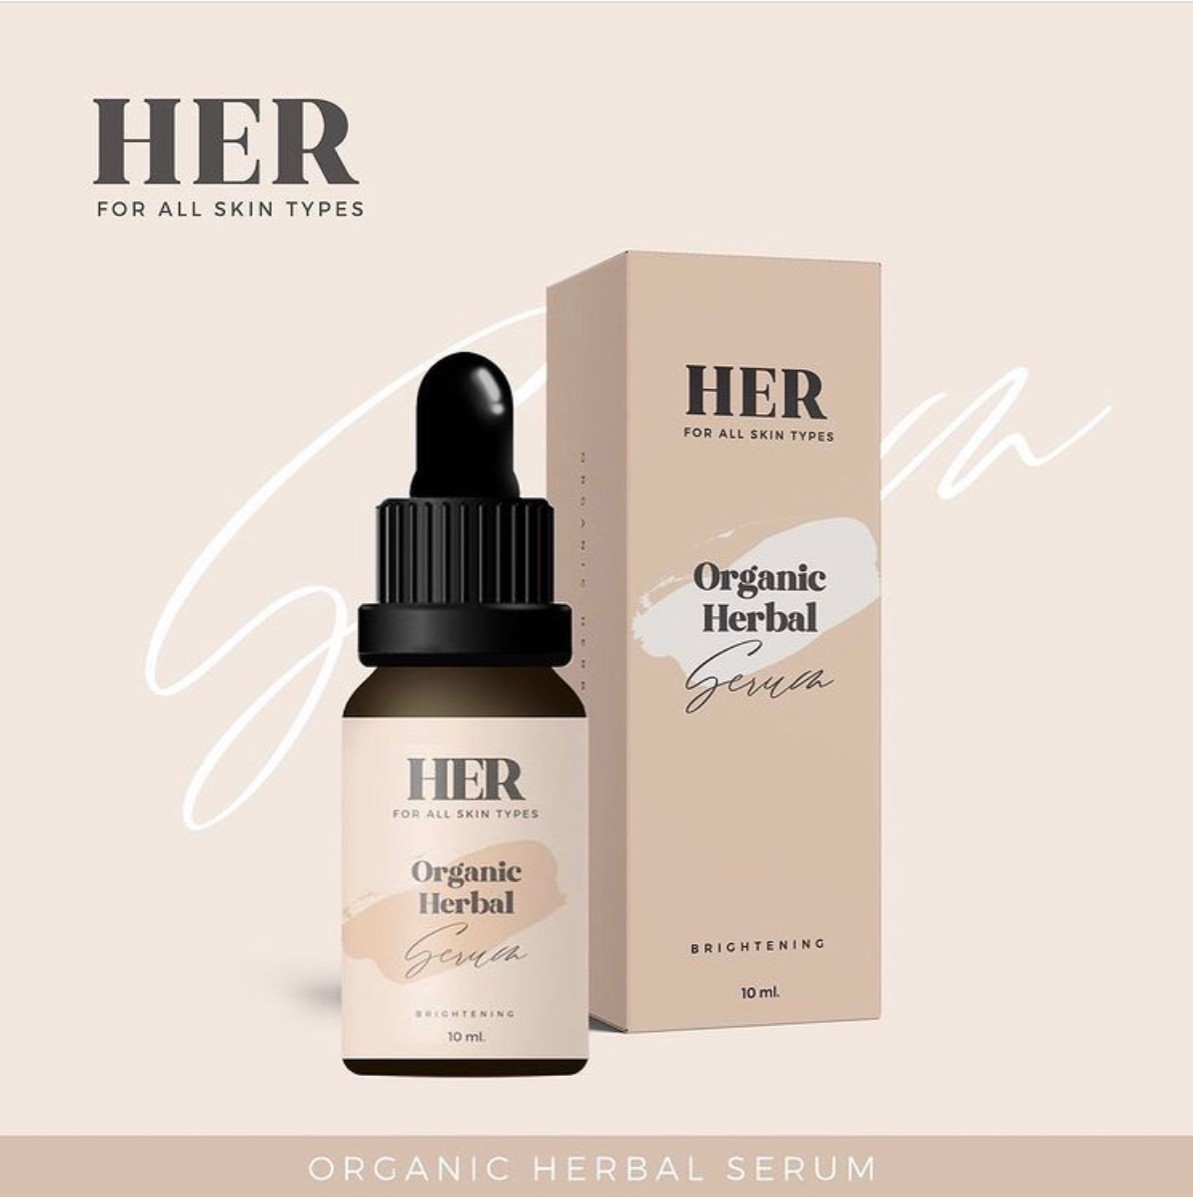 HER
FOR ALL SKIN TYPES
HER
FOR ALL SKIN TYPES
Organic
Herbal
Serum
BRIGHTENING
10 ml.
HER
FOR ALL SKIN TYPES
Organic
Herbal
Serum
BRIGHTENING
10 ml.
ORGANIC
ORGANIC HERBAL SERUM